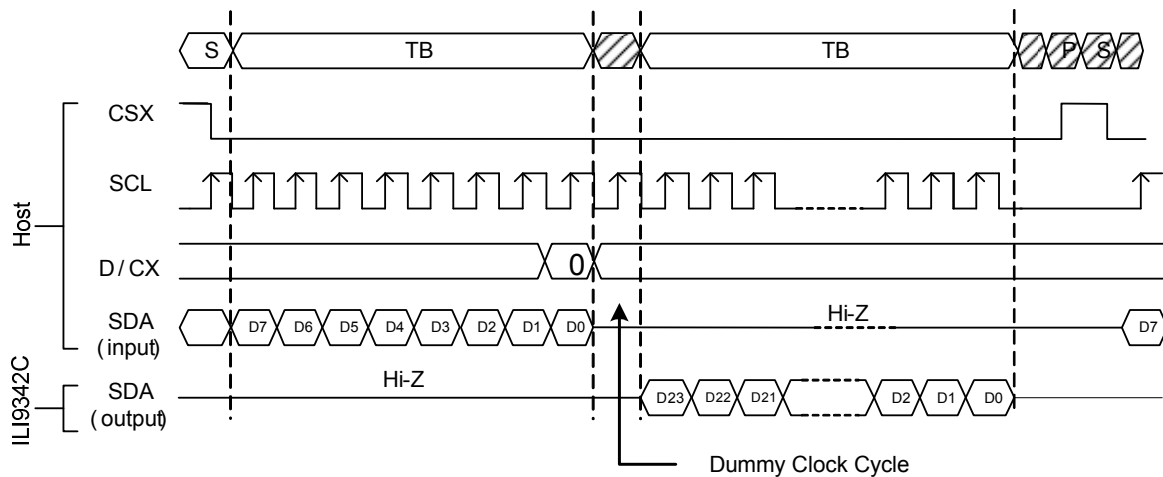 S TB TB P S
CSX
SCL
D/CX 0
SDA
(input) D7 D6 D5 D4 D3 D2 D1 D0 Hi-Z D7
SDA
(output) Hi-Z D23 D22 D21 D2 D1 D0
Host
ILI9342C
Dummy Clock Cycle